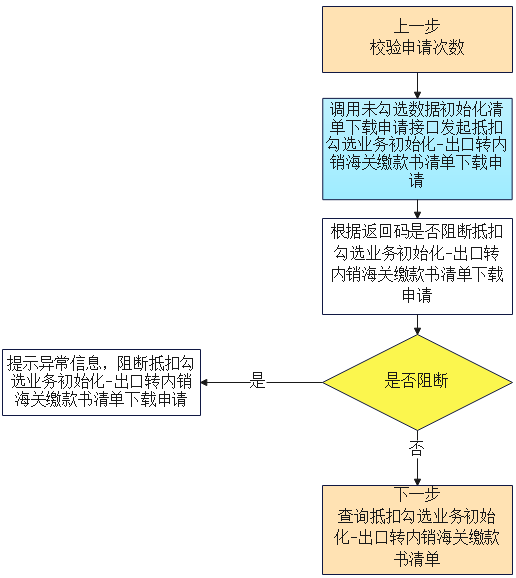 上一步
校验申请次数
调用未勾选数据初始化清
单下载申请接口发起抵扣
勾选业务初始化-出口转内
销海关缴款书清单下载申
请
根据返回码是否阻断抵扣
勾选业务初始化-出口转
内销海关缴款书清单下载
申请
是否阻断
是
提示异常信息，阻断抵扣勾
选业务初始化-出口转内销
海关缴款书清单下载申请
否
下一步
查询抵扣勾选业务初始
化-出口转内销海关缴款
书清单